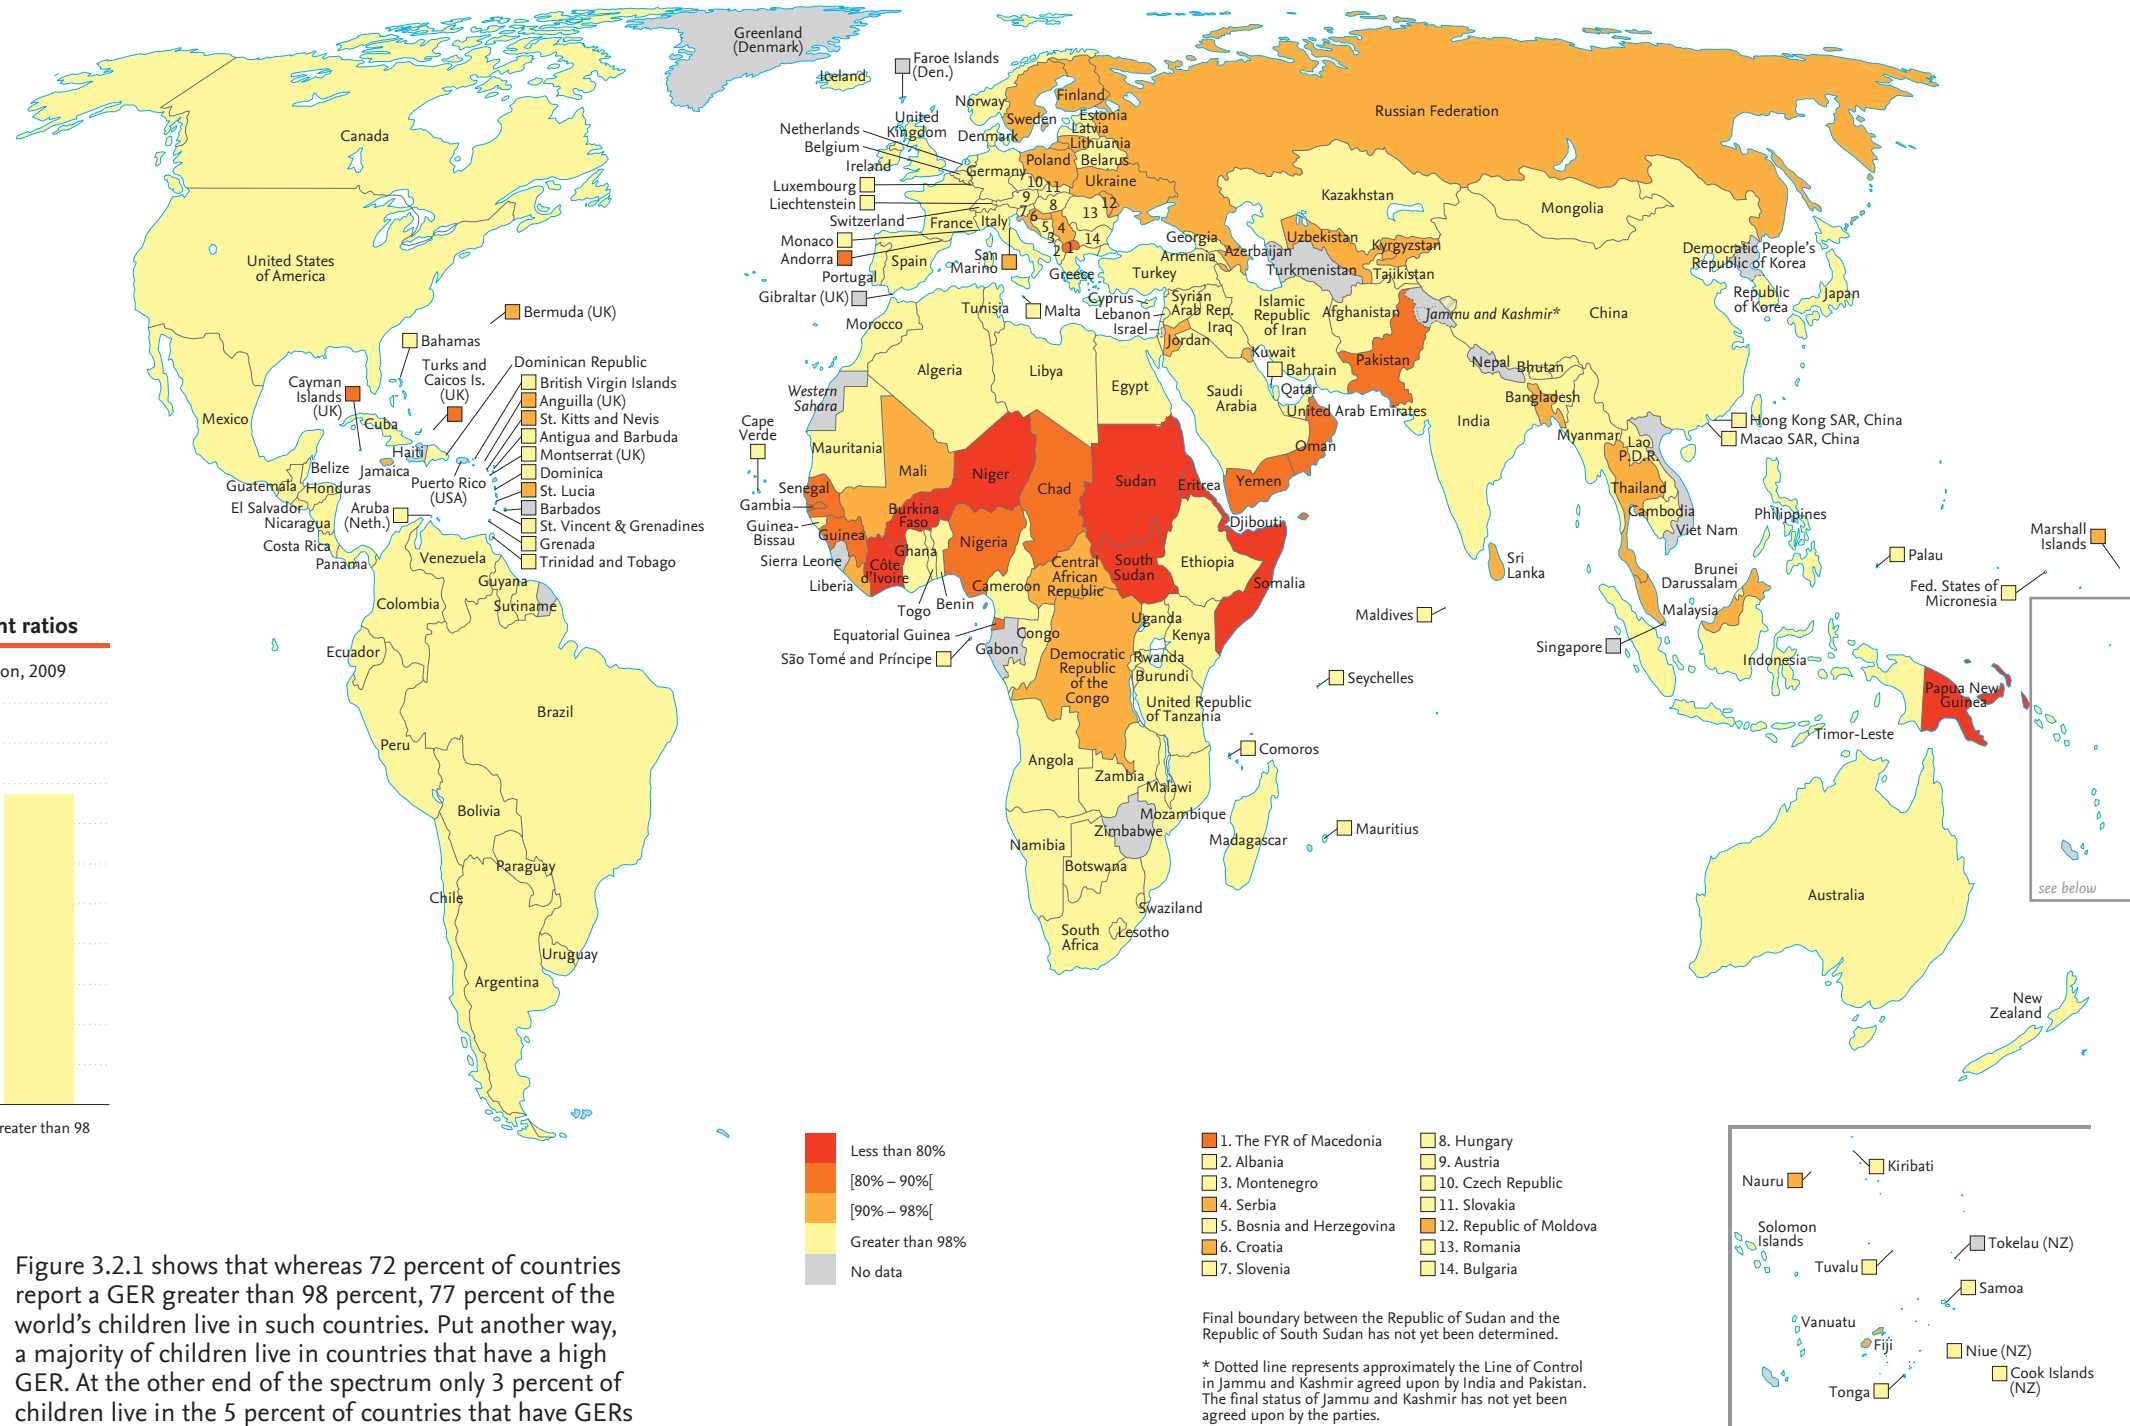 Greenland
(Denmark)
Faroe Islands
(Den.)
Iceland
Norway
Finland
Sweden
Estonia
Latvia
Lithuania
Russian Federation
United
Kingdom
Denmark
Netherlands
Belgium
Ireland
Poland
Belarus
Germany
Ukraine
Luxembourg
Liechtenstein
Switzerland
France
Italy
10
11
9
8
12
13
7
6
5
4
3
2
1
14
Monaco
Andorra
Portugal
Spain
San
Marino
Greece
Gibraltar (UK)
Canada
United States
of America
Kazakhstan
Mongolia
Georgia
Armenia
Azerbaijan
Uzbekistan
Kyrgyzstan
Turkmenistan
Tajikistan
Turkey
Democratic People's
Republic of Korea
Republic
of Korea
Japan
China
Tunisia
Malta
Cyprus
Lebanon
Israel
Syrian
Arab Rep.
Iraq
Jordan
Islamic
Republic
of Iran
Afghanistan
Jammu and Kashmir*
Morocco
Bermuda (UK)
Bahamas
Turks and
Caicos Is.
(UK)
Cayman
Islands
(UK)
Dominican Republic
British Virgin Islands
Anguilla (UK)
St. Kitts and Nevis
Antigua and Barbuda
Montserrat (UK)
Dominica
St. Lucia
Barbados
St. Vincent & Grenadines
Grenada
Trinidad and Tobago
Mexico
Cuba
Haiti
Jamaica
Belize
Puerto Rico
(USA)
Guatemala
Honduras
El Salvador
Nicaragua
Aruba
(Neth.)
Costa Rica
Panama
Venezuela
Guyana
Suriname
Colombia
Ecuador
Brazil
Peru
Bolivia
Paraguay
Chile
Uruguay
Argentina
Algeria
Libya
Egypt
Western
Sahara
Cape
Verde
Mauritania
Mali
Niger
Chad
Sudan
Eritrea
Kuwait
Bahrain
Qatar
Saudi
Arabia
United Arab Emirates
Oman
Yemen
Pakistan
Nepal
Bhutan
Bangladesh
India
Myanmar
Lao
P.D.R.
Hong Kong SAR, China
Macao SAR, China
Thailand
Cambodia
Viet Nam
Philippines
Senegal
Gambia
Guinea-
Bissau
Guinea
Sierra Leone
Liberia
Burkina
Faso
Ghana
Côte
d'Ivoire
Togo
Benin
Nigeria
Cameroon
Central
African
Republic
South
Sudan
Djibouti
Ethiopia
Somalia
Sri
Lanka
Brunei
Darussalam
Malaysia
Singapore
Indonesia
Palau
Marshall
Islands
Fed. States of
Micronesia
Maldives
Equatorial Guinea
São Tomé and Príncipe
Gabon
Congo
Democratic
Republic
of the
Congo
Uganda
Kenya
Rwanda
Burundi
United Republic
of Tanzania
Seychelles
Comoros
Angola
Zambia
Malawi
Mozambique
Zimbabwe
Madagascar
Mauritius
Namibia
Botswana
Swaziland
Lesotho
South
Africa
Papua New
Guinea
Timor-Leste
Australia
New
Zealand
see below
nt ratios
on, 2009
reater than 98
Less than 80%
[80% – 90%[
[90% – 98%[
Greater than 98%
No data
1. The FYR of Macedonia
2. Albania
3. Montenegro
4. Serbia
5. Bosnia and Herzegovina
6. Croatia
7. Slovenia
8. Hungary
9. Austria
10. Czech Republic
11. Slovakia
12. Republic of Moldova
13. Romania
14. Bulgaria
Final boundary between the Republic of Sudan and the
Republic of South Sudan has not yet been determined.
* Dotted line represents approximately the Line of Control
in Jammu and Kashmir agreed upon by India and Pakistan.
The final status of Jammu and Kashmir has not yet been
agreed upon by the parties.
Kiribati
Nauru
Solomon
Islands
Tokelau (NZ)
Tuvalu
Samoa
Vanuatu
Fiji
Niue (NZ)
Cook Islands
(NZ)
Tonga
Figure 3.2.1 shows that whereas 72 percent of countries
report a GER greater than 98 percent, 77 percent of the
world's children live in such countries. Put another way,
a majority of children live in countries that have a high
GER. At the other end of the spectrum only 3 percent of
children live in the 5 percent of countries that have GERs